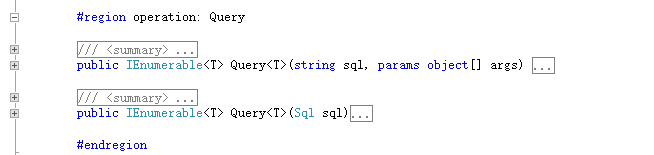 #region operation: Query
/// <summary> ...
public IEnumerable<T> Query<T>(string sql, params object[] args) ...
/// <summary> ...
public IEnumerable<T> Query<T>(Sql sql)...
#endregion